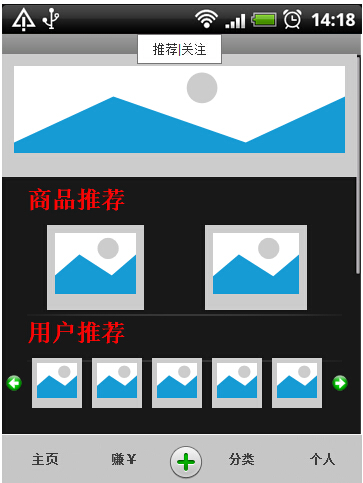 14:18
推荐|关注
商品推荐
用户推荐
主页 赚￥ 分类 个人